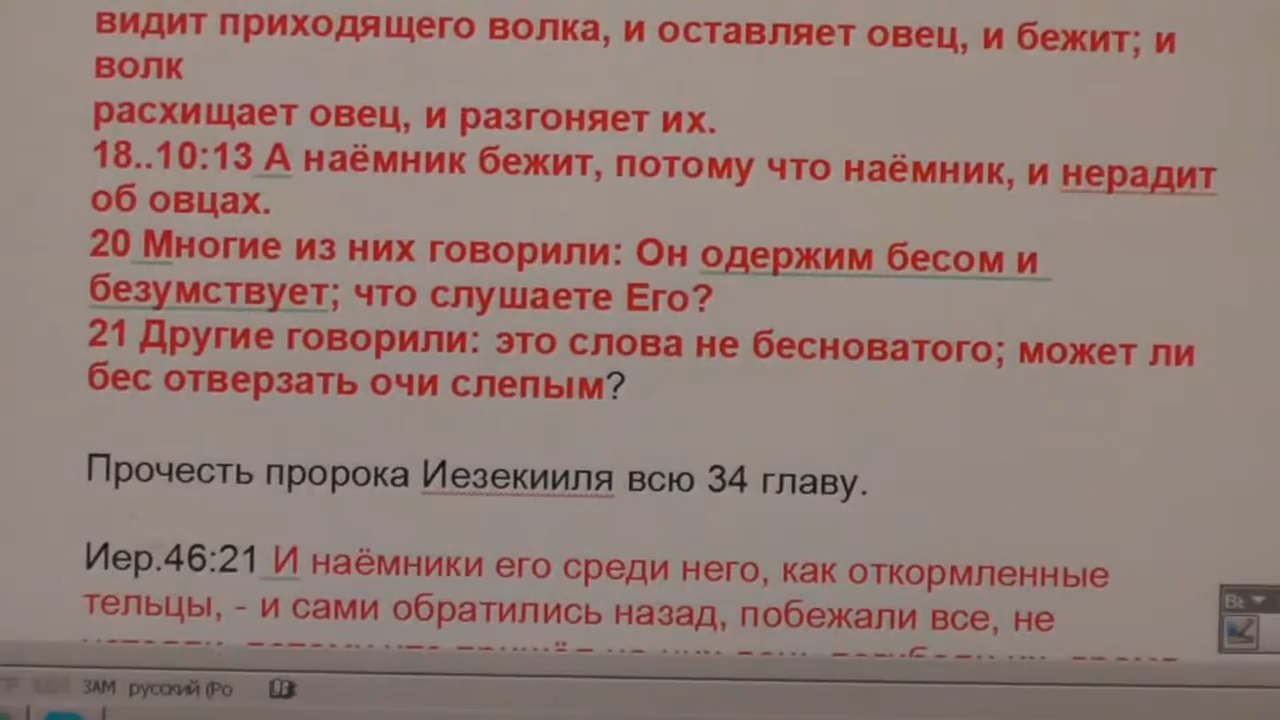 видит приходящего волка, и оставляет овец, и бежит; и
волк
расхищает овец, и разгоняет их.
18..10:13 А наёмник бежит, потому что наёмник, и нерадит
об овцах.
20 Многие из них говорили: Он одержим бесом и
безумствует; что слушаете Его?
21 Другие говорили: это слова не бесноватого; может ли
бес отверзать очи слепым?
Прочесть пророка Иезекииля всю 34 главу.
Иер.46:21 И наёмники его среди него, как откормленные
тельцы, - и сами обратились назад, побежали все, не
ЗАМ русский (Ро